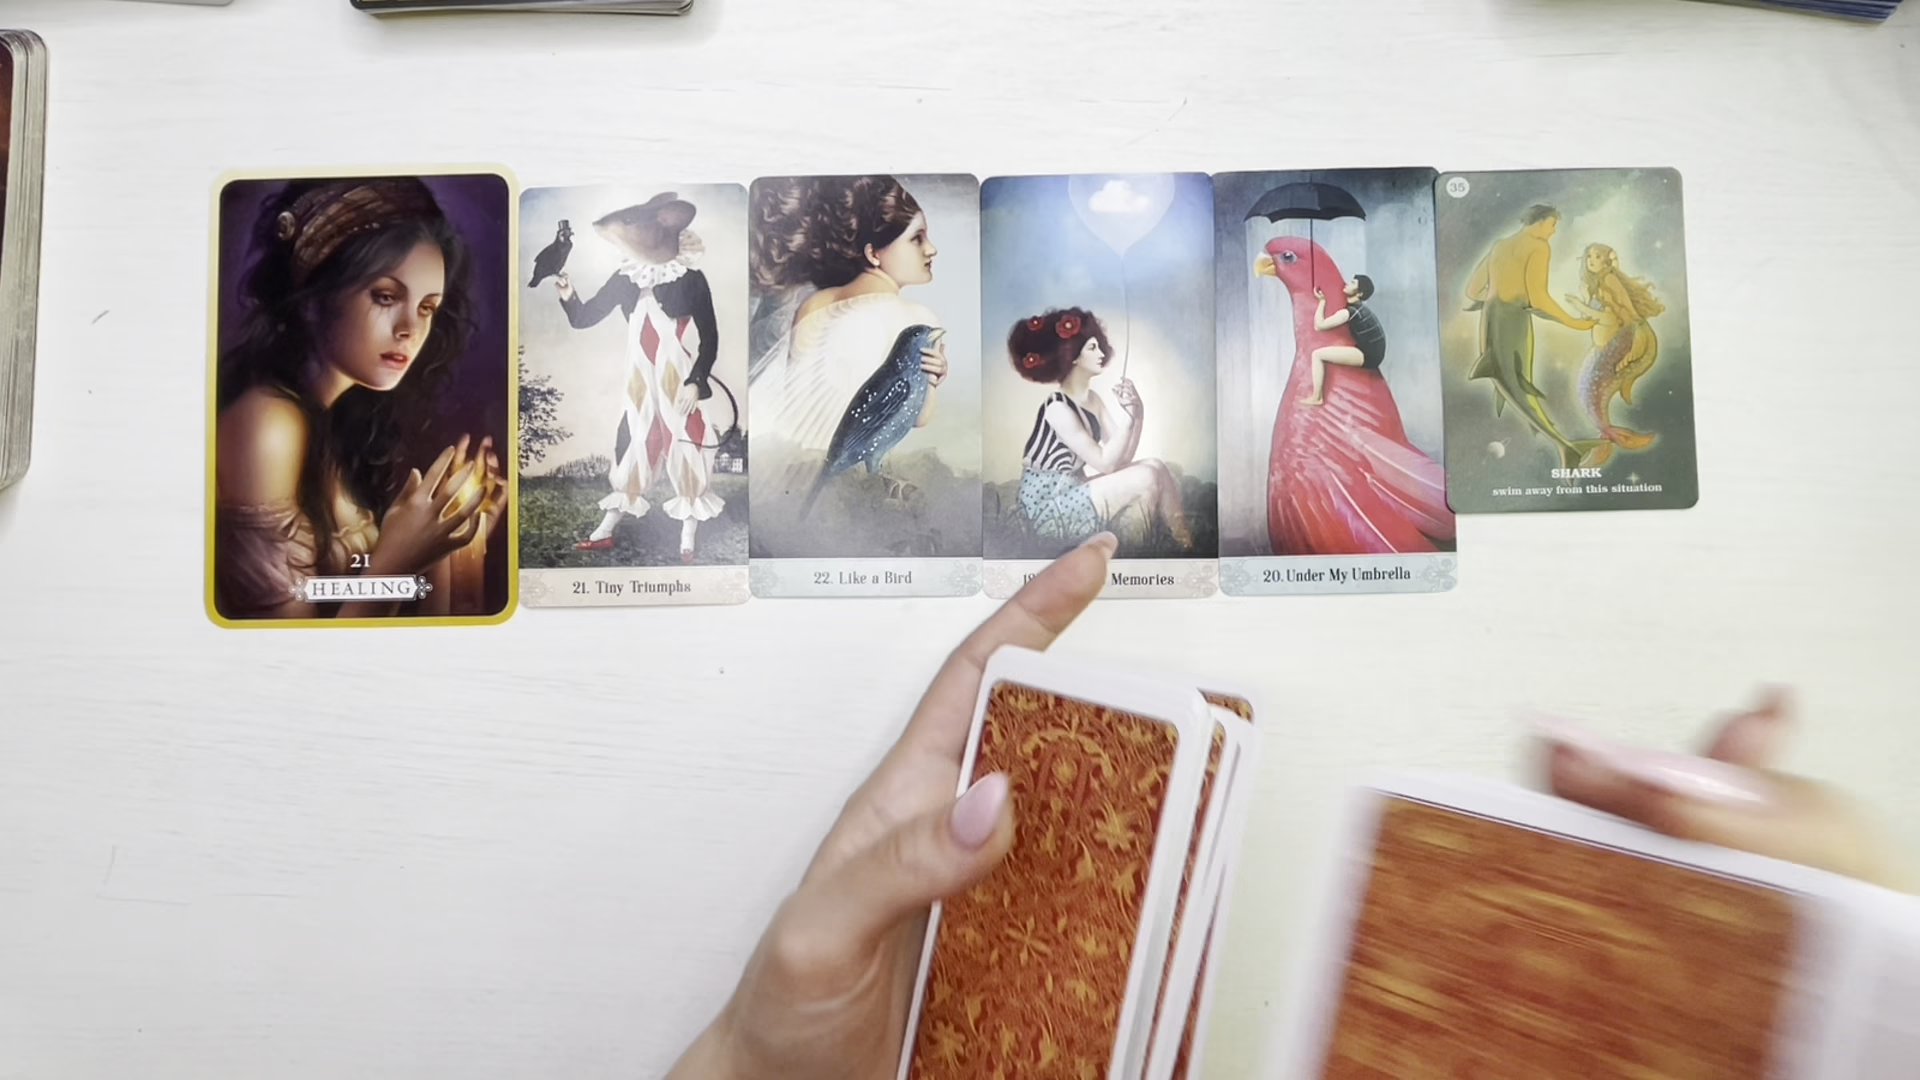 21
HEALING
21. Tiny Triumphs
22. Like a Bird
Memories
20. Under My Umbrella
35
SHARK
swim away from this situation